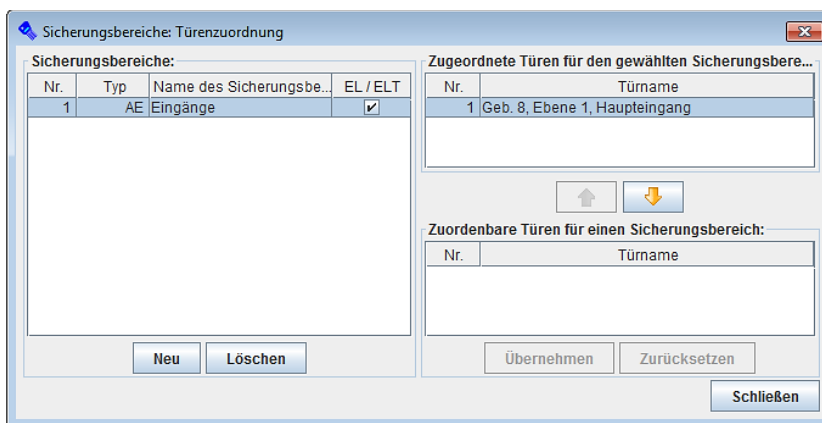 Sicherungsbereiche: Türenzuordnung
Sicherungsbereiche:
Nr. Typ Name des Sicherungsbe... EL / ELT
1 AE Eingänge
Neu Löschen
Zugeordnete Türen für den gewählten Sicherungsbere...
Nr. Türname
1 Geb. 8, Ebene 1, Haupteingang
Zuordenbare Türen für einen Sicherungsbereich:
Nr. Türname
Übernehmen Zurücksetzen
Schließen